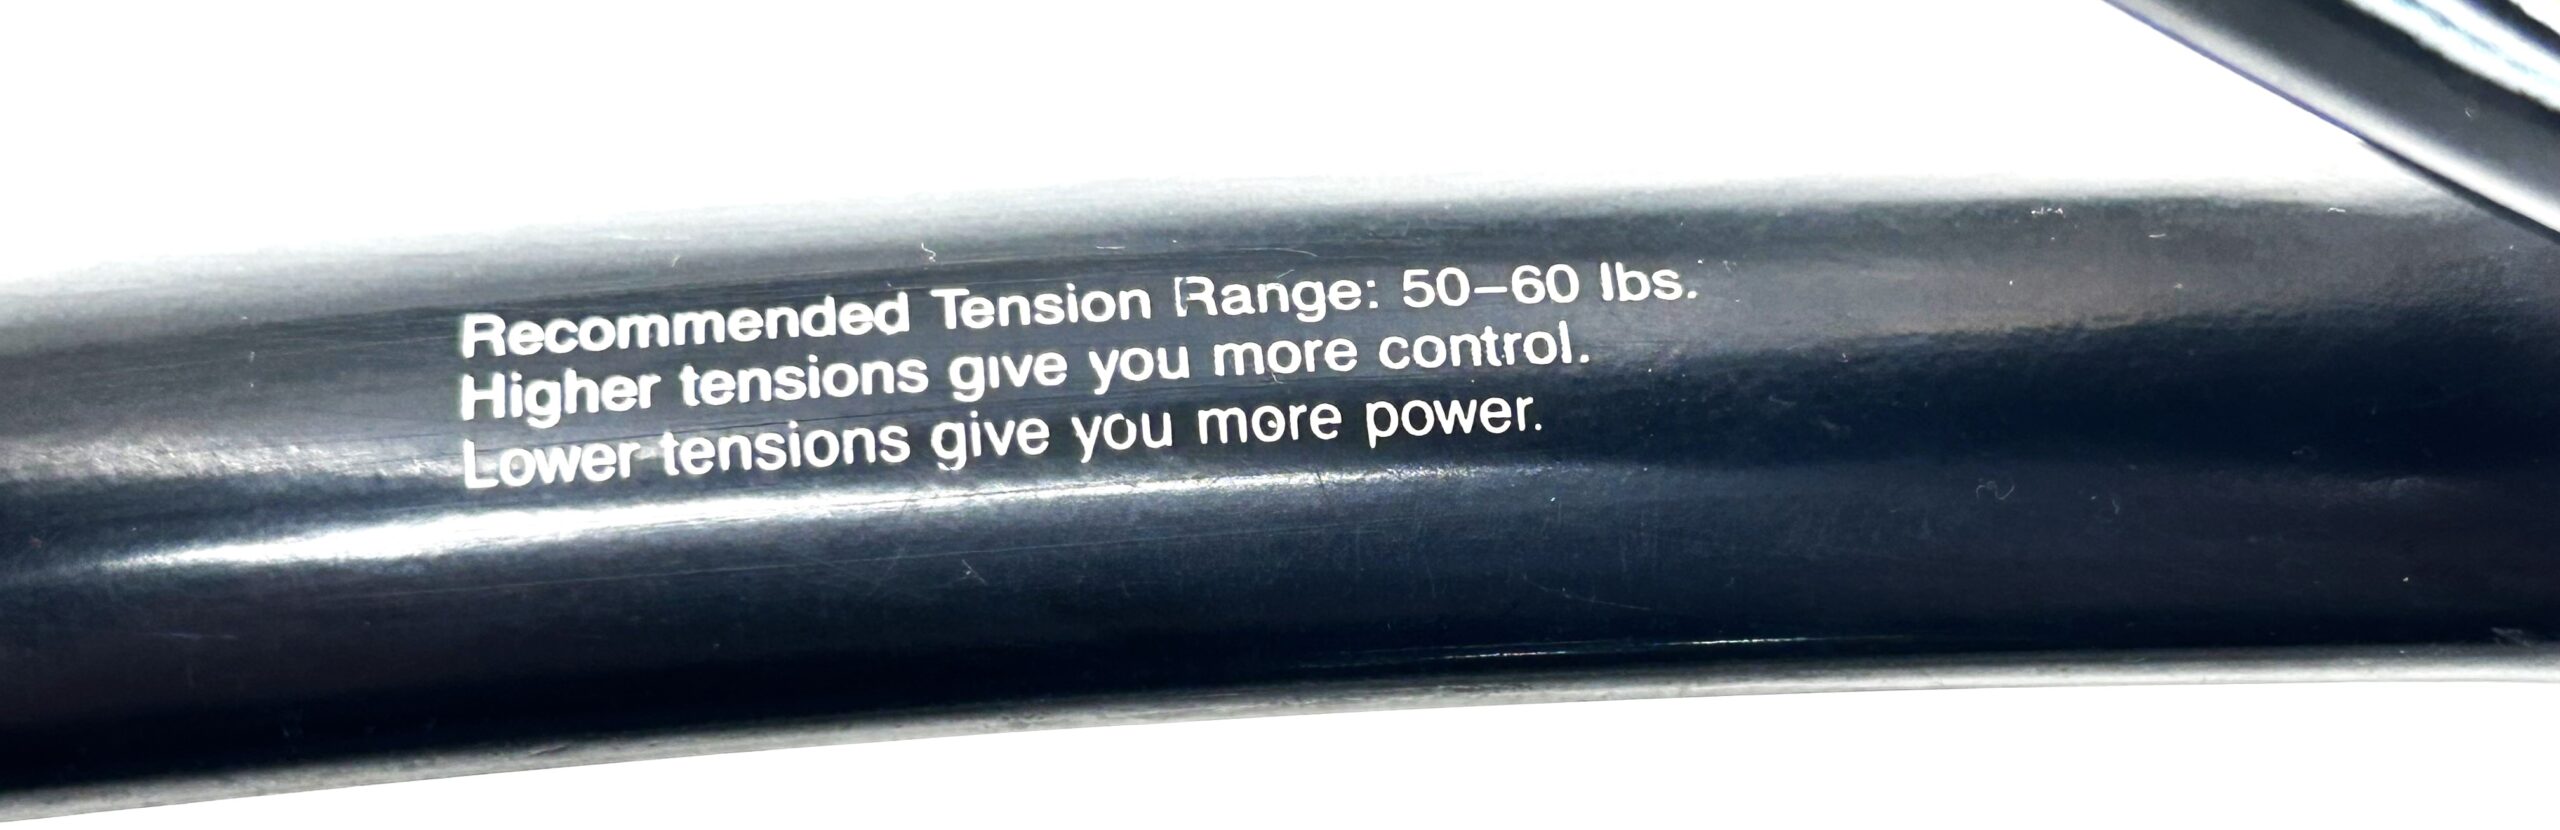 Recommended Tension Range: 50–60 lbs.
Higher tensions give you more control.
Lower tensions give you more power.